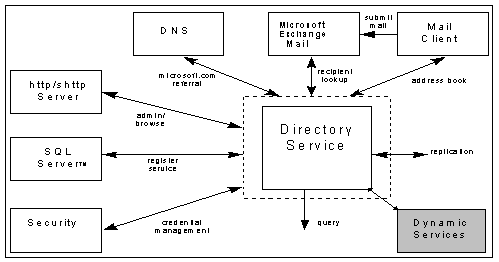 DNS
Microsoft
Exchange
Mail
submit
mail
Mail
Client
microsoft.com
referral
recipient
lookup
address book
http/shttp
Server
admin/
browse
Directory
Service
SQL
Server™
register
service
replication
Security
credential
management
query
Dynamic
Services